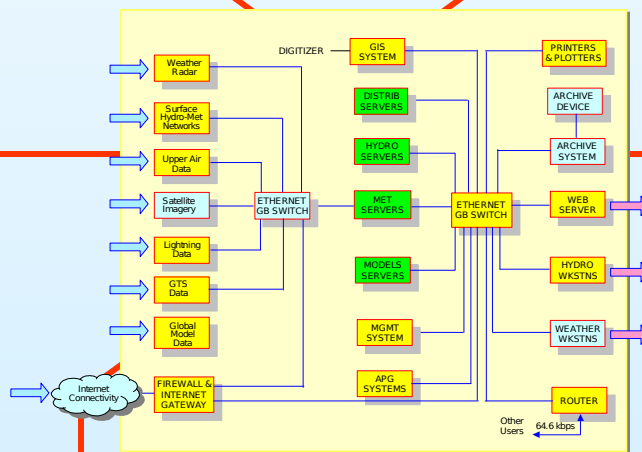 DIGITIZER
GIS
SYSTEM
PRINTERS
& PLOTTERS
Weather
Radar
DISTRIB
SERVERS
ARCHIVE
DEVICE
Surface
Hydro-Met
Networks
HYDRO
SERVERS
ARCHIVE
SYSTEM
Upper Air
Data
Satellite
Imagery
ETHERNET
GB SWITCH
MET
SERVERS
ETHERNET
GB SWITCH
WEB
SERVER
Lightning
Data
MODELS
SERVERS
HYDRO
WKSTNS
GTS
Data
Global
Model
Data
MGMT
SYSTEM
WEATHER
WKSTNS
Internet
Connectivity
FIREWALL &
INTERNET
GATEWAY
APG
SYSTEMS
ROUTER
Other
Users
64.6 kbps